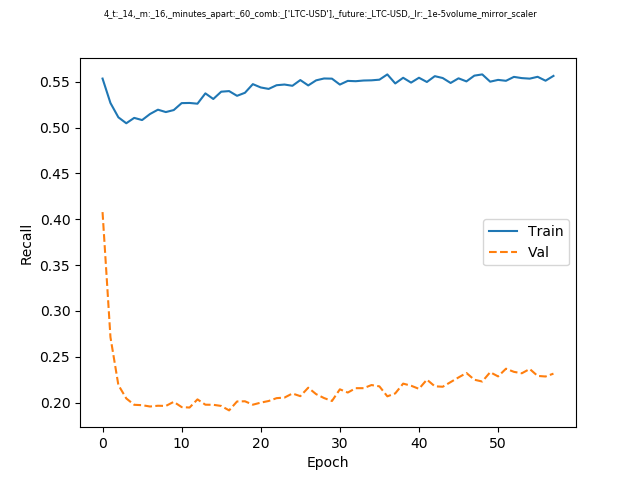 4_t:_14,_m:_16,_minutes_apart:_60_comb:_['LTC-USD'],_future:_LTC-USD,_lr:_1e-5volume_mirror_scaler
0.55
0.50
0.45
0.40
0.35
0.30
0.25
0.20
Recall
Train
Val
0 10 20 30 40 50
Epoch